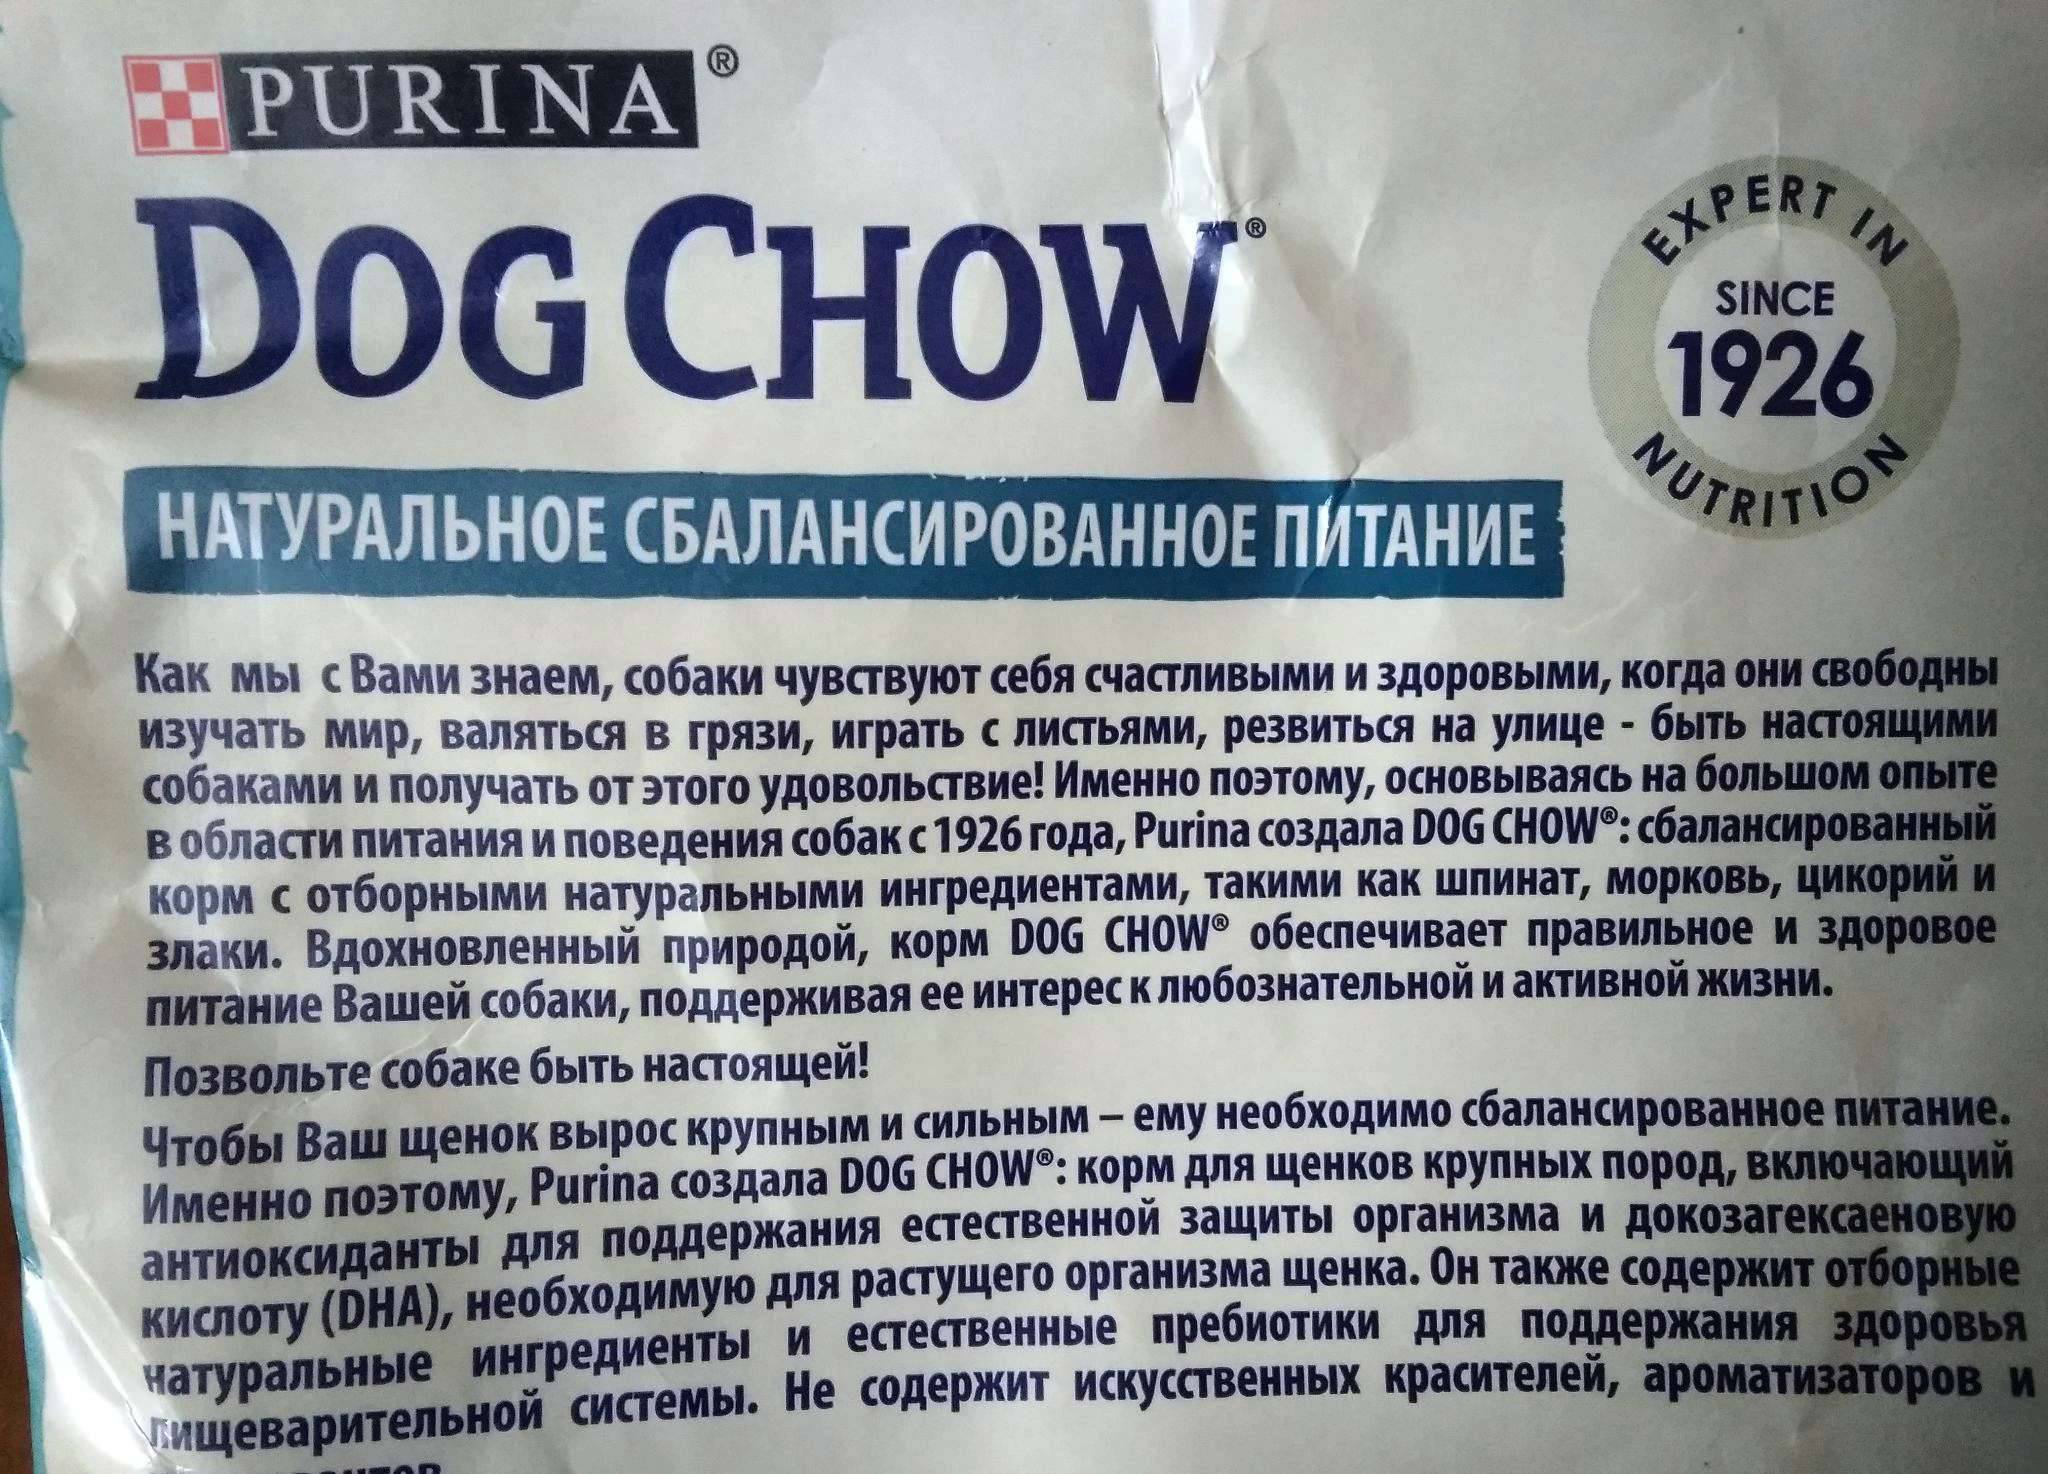 PURINA®
DOG CHOW®
EXPERT IN
SINCE
1926
NUTRITION
НАТУРАЛЬНОЕ СБАЛАНСИРОВАННОЕ ПИТАНИЕ
Как мы с Вами знаем, собаки чувствуют себя счастливыми и здоровыми, когда они свободны
изучать мир, валяться в грязи, играть с листьями, резвиться на улице - быть настоящими
собаками и получать от этого удовольствие! Именно поэтому, основываясь на большом опыте
в области питания и поведения собак с 1926 года, Purina создала DOG CHOW®: сбалансированный
корм с отборными натуральными ингредиентами, такими как шпинат, морковь, цикорий и
злаки. Вдохновленный природой, корм DOG CHOW® обеспечивает правильное и здоровое
питание Вашей собаки, поддерживая ее интерес к любознательной и активной жизни.
Позвольте собаке быть настоящей!
Чтобы Ваш щенок вырос крупным и сильным – ему необходимо сбалансированное питание.
Именно поэтому, Purina создала DOG CHOW®: корм для щенков крупных пород, включающий
антиоксиданты для поддержания естественной защиты организма и докозагексаеновую
кислоту (DHA), необходимую для растущего организма щенка. Он также содержит отборные
натуральные ингредиенты и естественные пребиотики для поддержания здоровья
пищеварительной системы. Не содержит искусственных красителей, ароматизаторов и